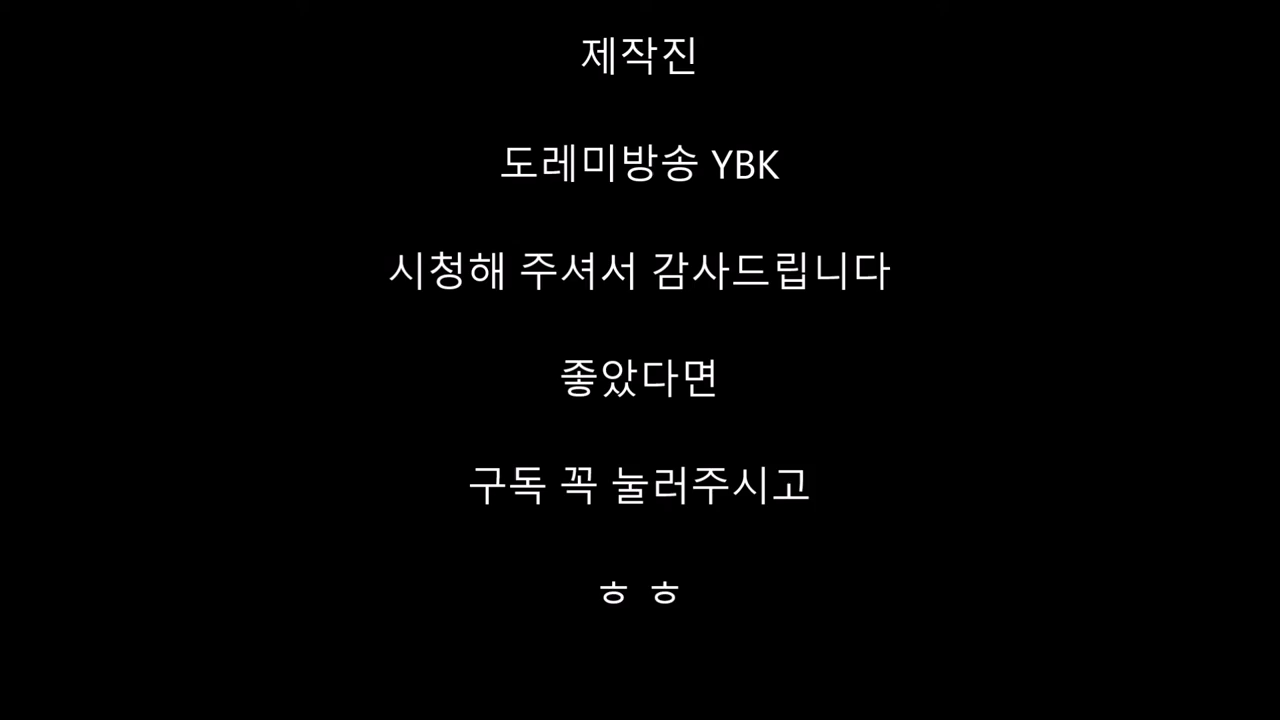 제작진
도레미방송 YBK
시청해 주셔서 감사드립니다
좋았다면
구독 꼭 눌러주시고
ㅎ ㅎ